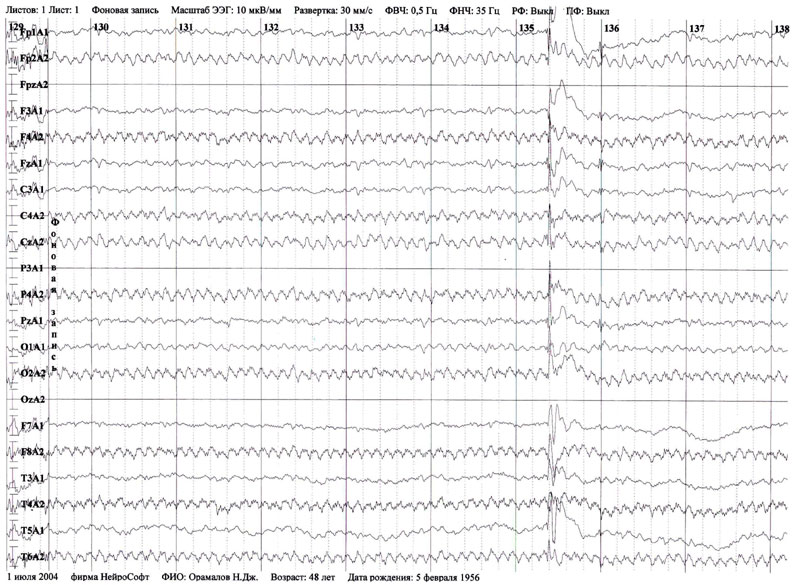 Листов: 1 Лист: 1 Фоновая запись Масштаб ЭЭГ: 10 мкВ/мм Развертка: 30 мм/с ФВЧ: 0,5 Гц ФНЧ: 35 Гц РФ: Выкл ПФ: Выкл
129 130 131 132 133 134 135 136 137 138
Fp1A1
Fp2A2
FpzA2
F3A1
F4A2
FzA1
C3A1
C4A2
CzA2
P3A1
P4A2
PzA1
O1A1
O2A2
OzA2
F7A1
F8A2
T3A1
T4A2
T5A1
T6A2
Фоновая запись
1 июля 2004 фирма НейроСофт ФИО: Орамалов Н.Дж. Возраст: 48 лет Дата рождения: 5 февраля 1956